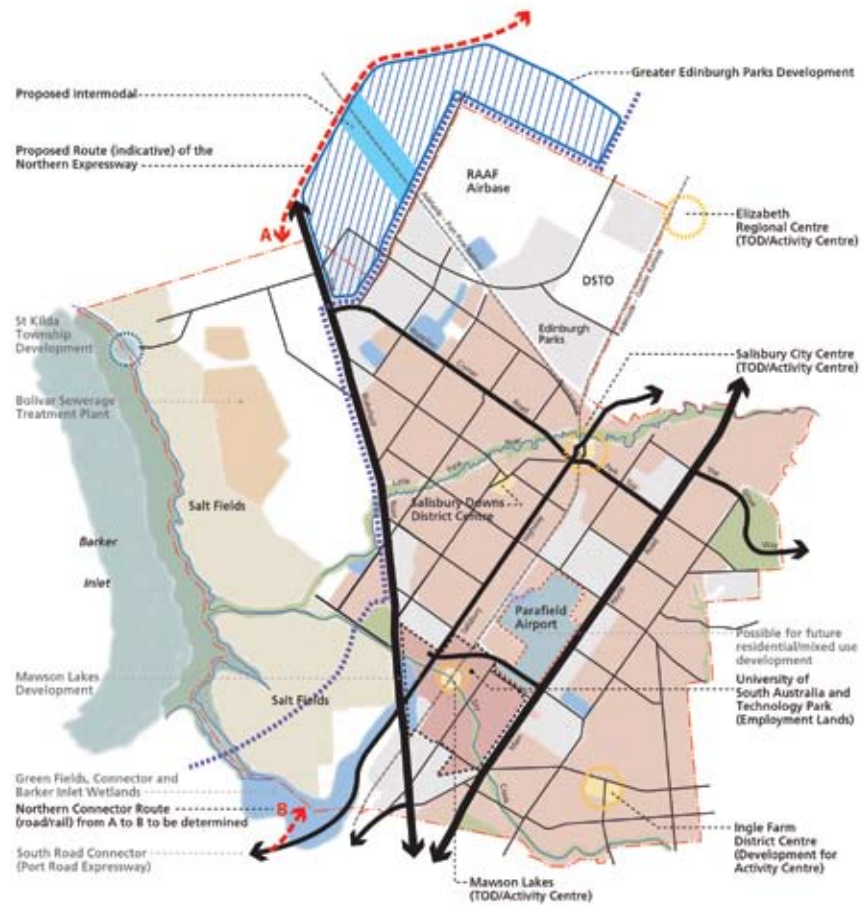 Greater Edinburgh Parks Development
Proposed Intermodal
Proposed Route (indicative) of the
Northern Expressway
RAAF
Airbase
A
Elizabeth
Regional Centre
(TOD/Activity Centre)
DSTO
St Kilda
Township
Development
Edinburgh
Parks
Salisbury City Centre
(TOD/Activity Centre)
Bolivar Sewerage
Treatment Plant
Salt Fields
Little
Para
River
Salisbury Downs
District Centre
Barker
Inlet
Parafield
Airport
Possible for future
residential/mixed use
development
Mawson Lakes
Development
Salt Fields
University of
South Australia and
Technology Park
(Employment Lands)
Green Fields, Connector and
Barker Inlet Wetlands
Northern Connector Route
(road/rail) from A to B to be determined
B
South Road Connector
(Port Road Expressway)
Ingle Farm
District Centre
(Development for
Activity Centre)
Mawson Lakes
(TOD/Activity Centre)